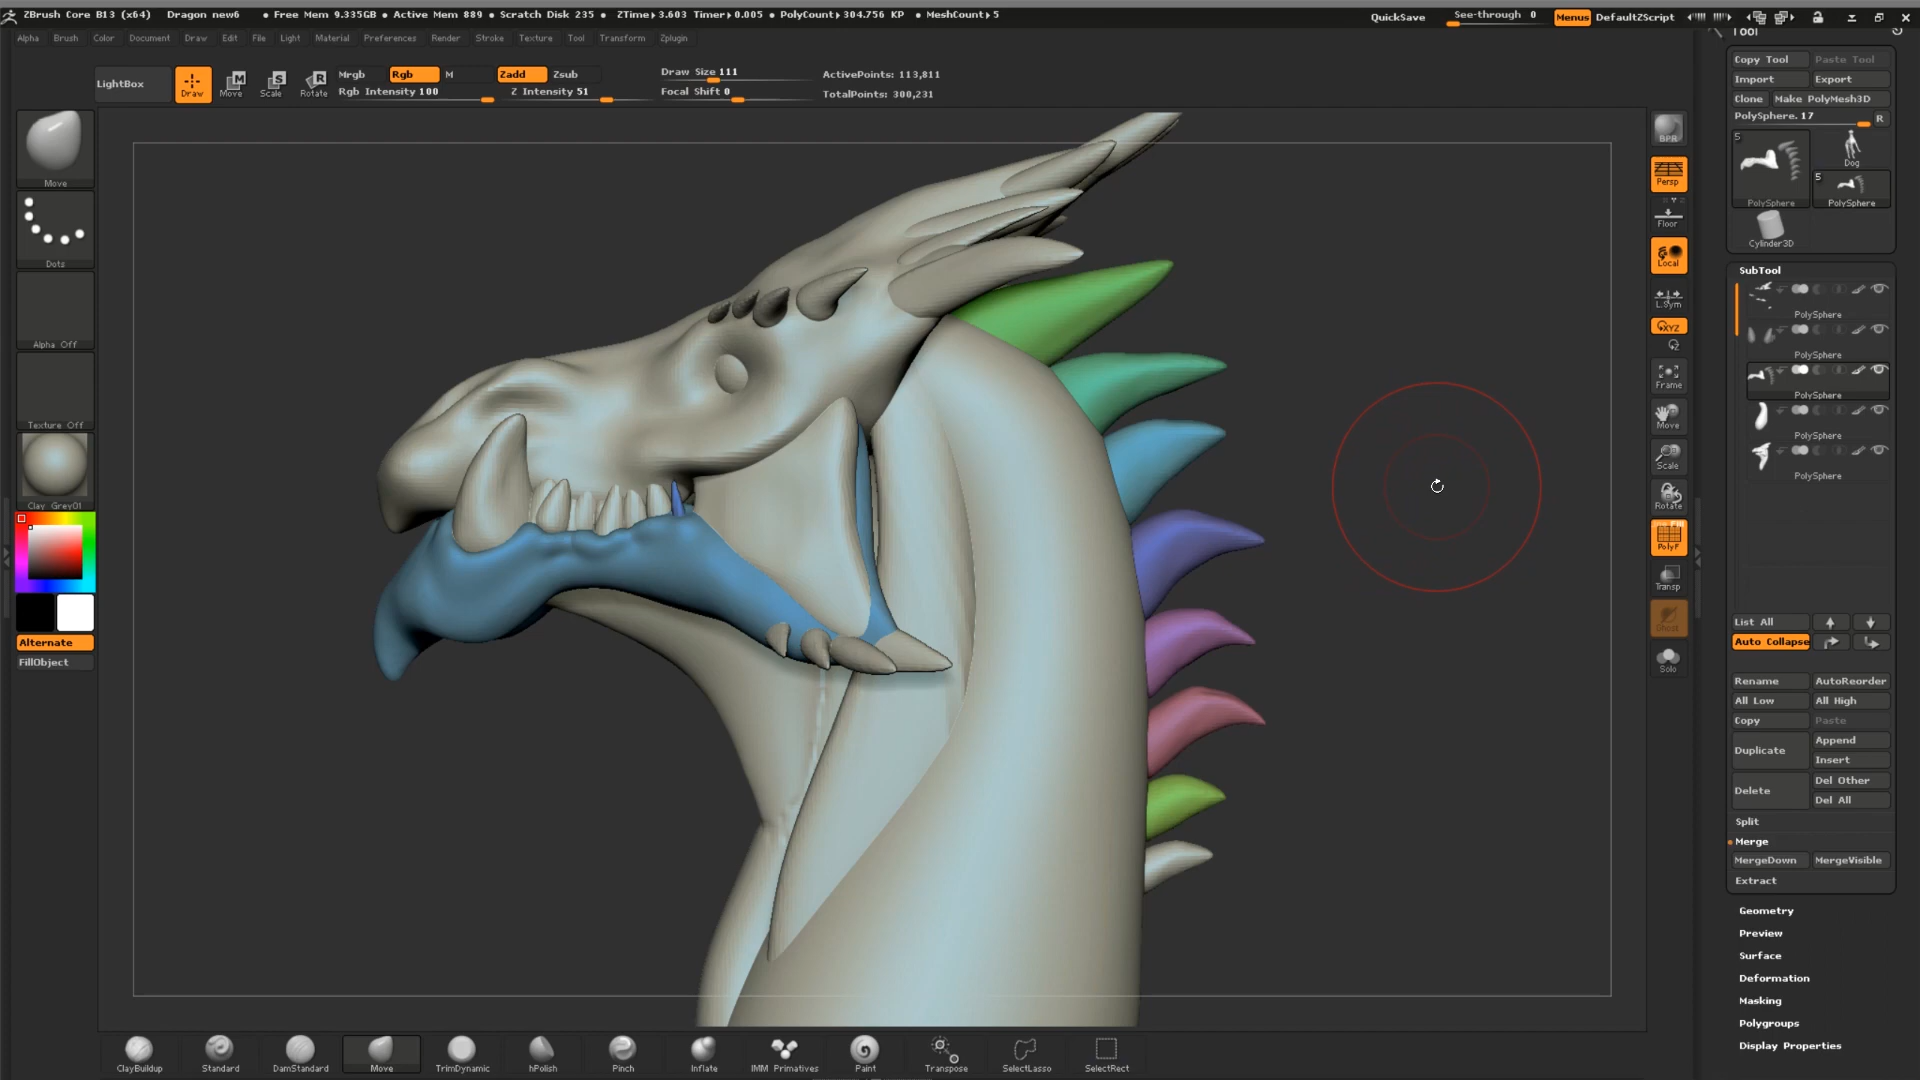 ZBrush Core B13 (x64) Dragon new6 • Free Mem 9.335GB • Active Mem 889 • Scratch Disk 235 • ZTime▸3.603 Timer▸0.005 • PolyCount▸304.756 KP • MeshCount▸5 QuickSave See-through 0 Menus DefaultZScript
Alpha Brush Color Document Draw Edit File Light Material Preferences Render Stroke Texture Tool Transform Zplugin
LightBox Draw Move Scale Rotate
Mrgb Rgb M Zadd Zsub
Rgb Intensity 100 Z Intensity 51
Draw Size 111
Focal Shift 0
ActivePoints: 113,811
TotalPoints: 300,231
Move
Dots
Alpha Off
Texture Off
Clay_Grey01
Alternate
FillObject
BPR
Persp
Floor
Local
L.Sym
XYZ
Frame
Move
Scale
Rotate
PolyF
Transp
Ghost
Solo
Tool
Copy Tool Paste Tool
Import Export
Clone Make PolyMesh3D
PolySphere. 17 R
5
Dog
5
PolySphere PolySphere
Cylinder3D
SubTool
PolySphere
PolySphere
PolySphere
PolySphere
PolySphere
List All
Auto Collapse
Rename AutoReorder
All Low All High
Copy Paste
Duplicate Append
Insert
Delete Del Other
Del All
Split
Merge
MergeDown MergeVisible
Extract
Geometry
Preview
Surface
Deformation
Masking
Polygroups
Display Properties
ClayBuildup Standard DamStandard Move TrimDynamic hPolish Pinch Inflate IMM Primitives Paint Transpose SelectLasso SelectRect